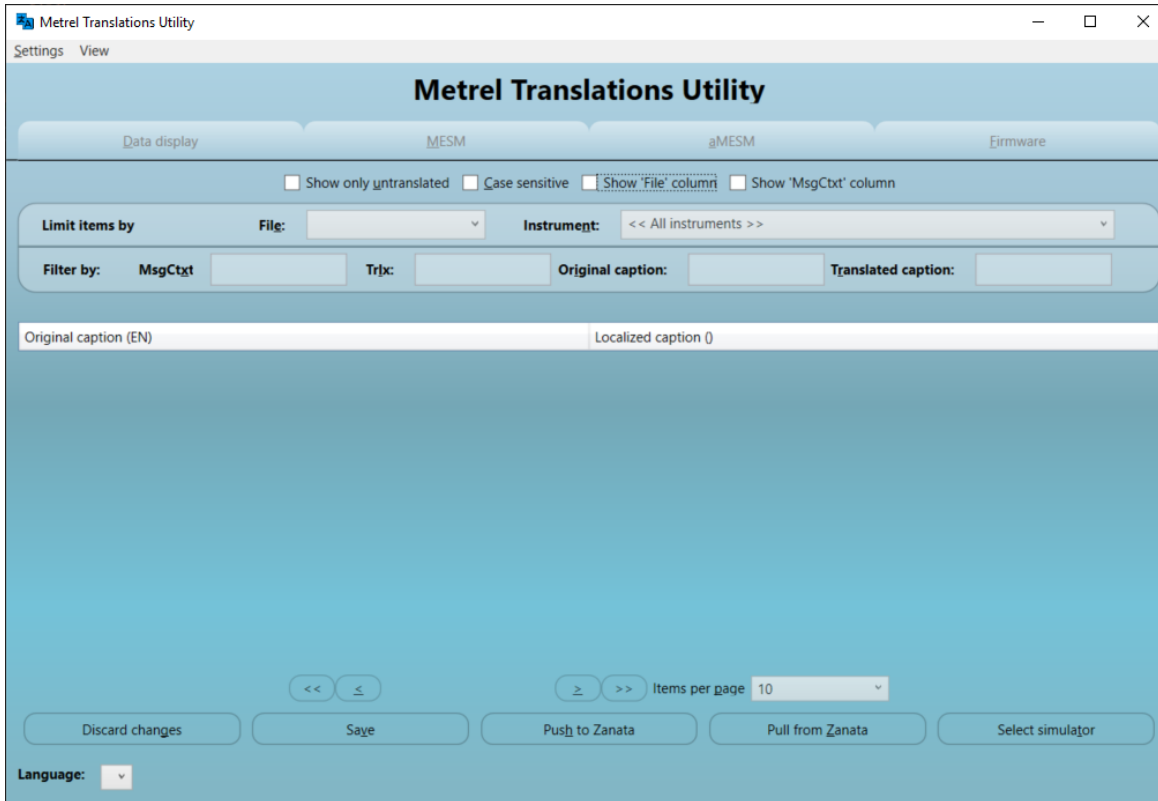 Metrel Translations Utility
Settings View
Metrel Translations Utility
Data display MESM aMESM Firmware
Show only untranslated Case sensitive Show 'File' column Show 'MsgCtxt' column
Limit items by File: Instrument: << All instruments >>
Filter by: MsgCtxt Trlx: Original caption: Translated caption:
Original caption (EN) Localized caption ()
<< < > >> Items per page 10
Discard changes Save Push to Zanata Pull from Zanata Select simulator
Language: